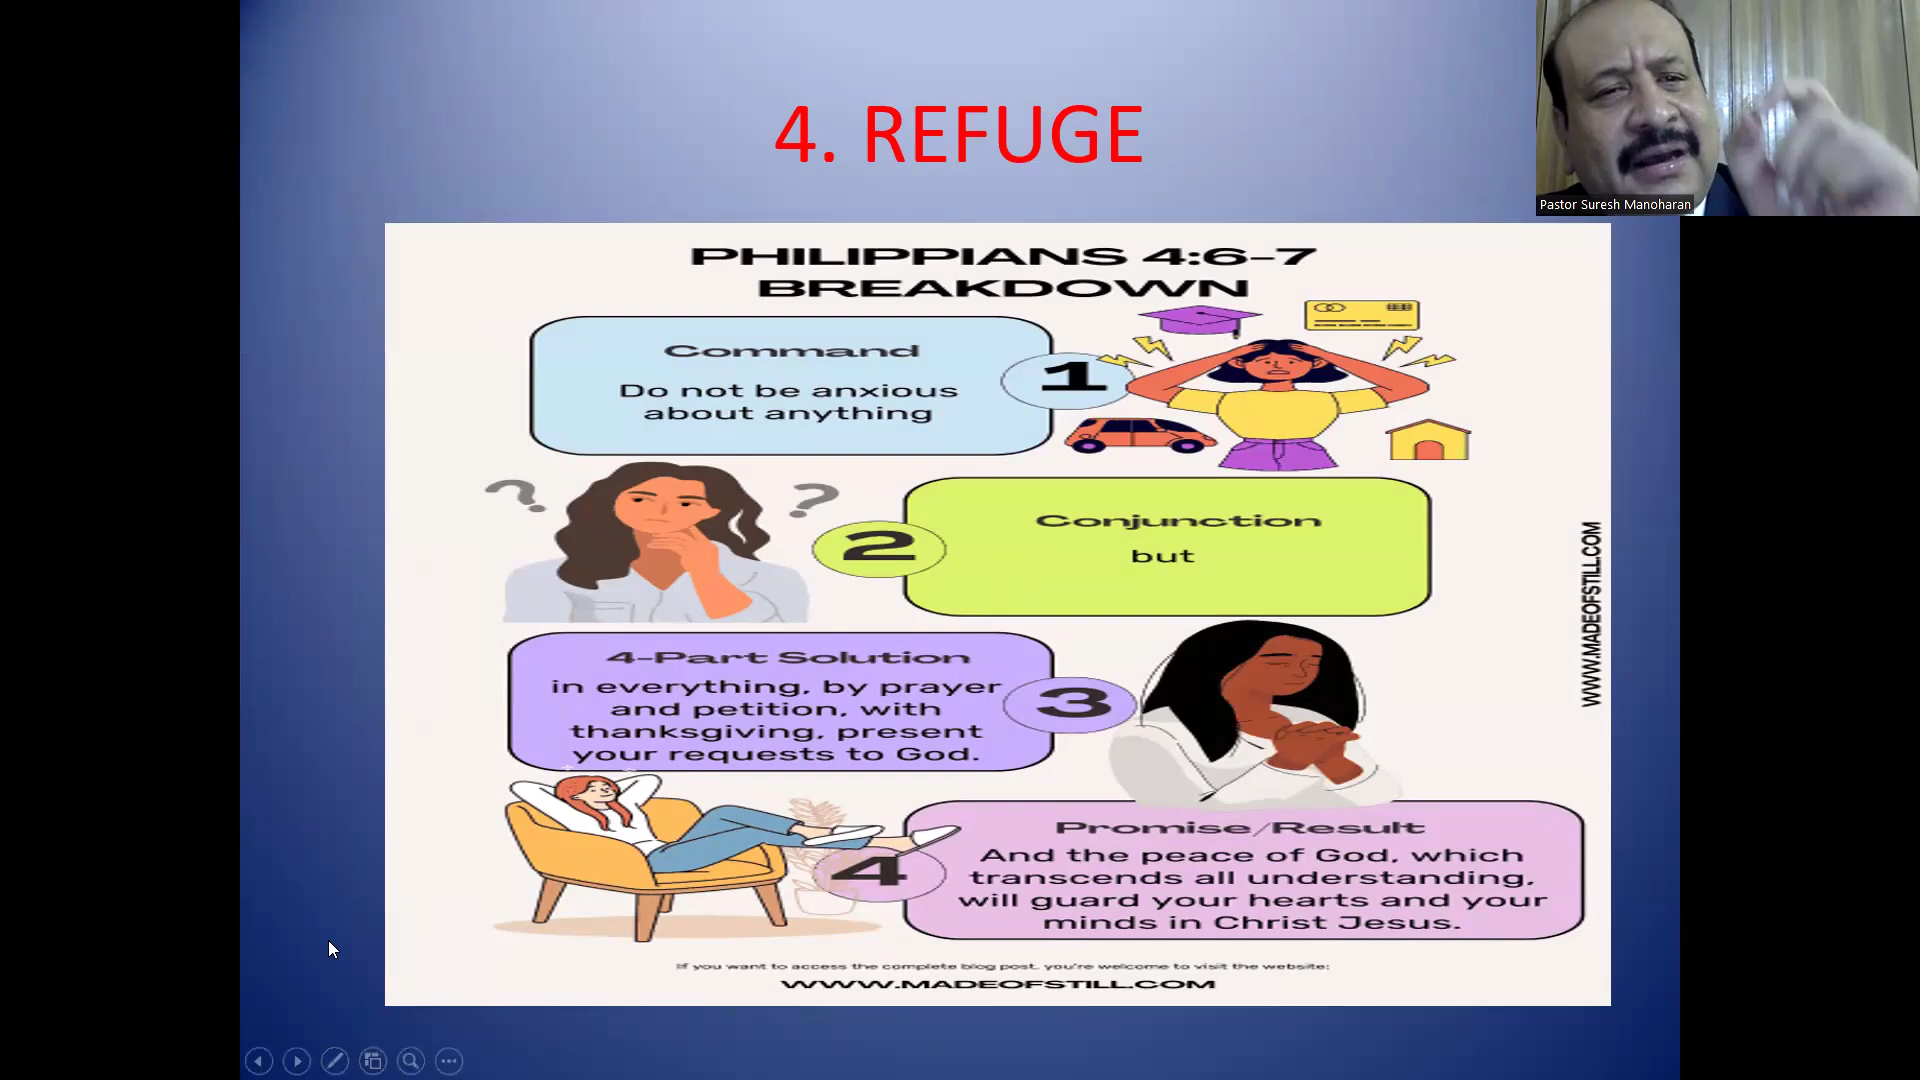 4. REFUGE
Pastor Suresh Manoharan
PHILIPPIANS 4:6-7
BREAKDOWN
Command
Do not be anxious
about anything
1
2
Conjunction
but
4-Part Solution
in everything, by prayer
and petition, with
thanksgiving, present
your requests to God.
3
4
Promise/Result
And the peace of God, which
transcends all understanding,
will guard your hearts and your
minds in Christ Jesus.
WWW.MADEOFSTILL.COM
If you want to access the complete blog post, you're welcome to visit the website:
WWW.MADEOFSTILL.COM